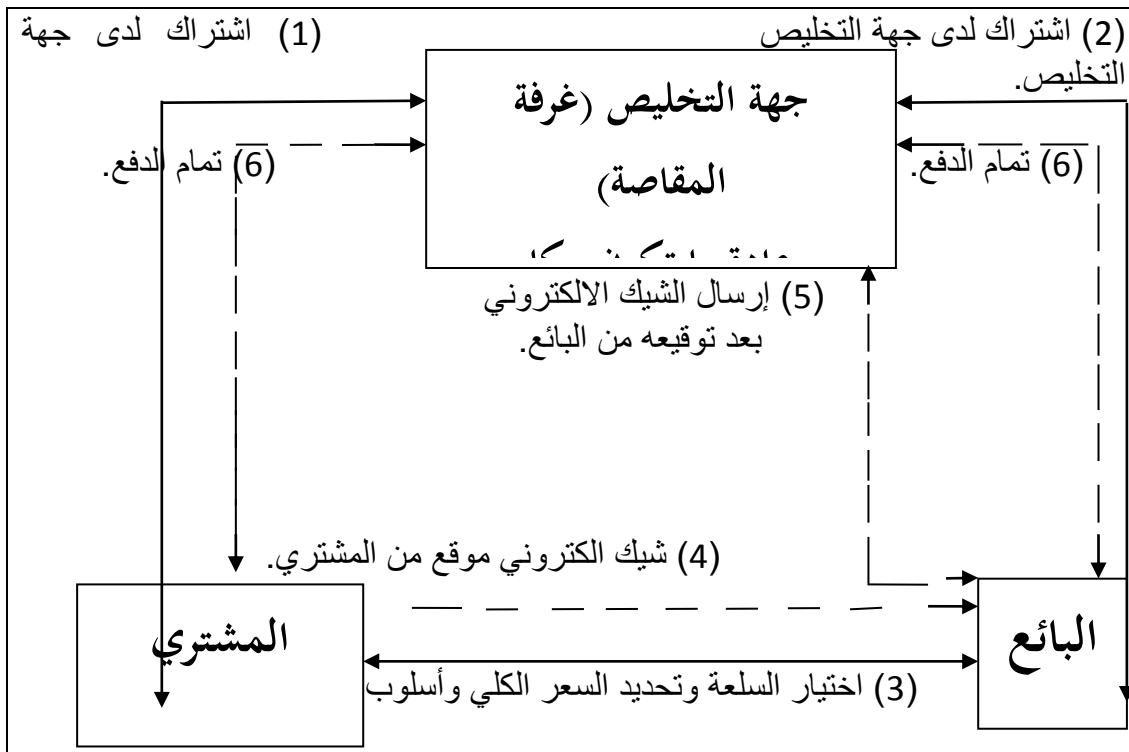 (1) اشتراك لدى جهة
(2) اشتراك لدى جهة التخليص
التخليص.
جهة التخليص (غرفة
المقاصة)
(6) تمام الدفع.
(6) تمام الدفع.
(5) إرسال الشيك الالكتروني
بعد توقيعه من البائع.
(4) شيك الكتروني موقع من المشتري.
البائع
المشتري
(3) اختيار السلعة وتحديد السعر الكلي وأسلوب